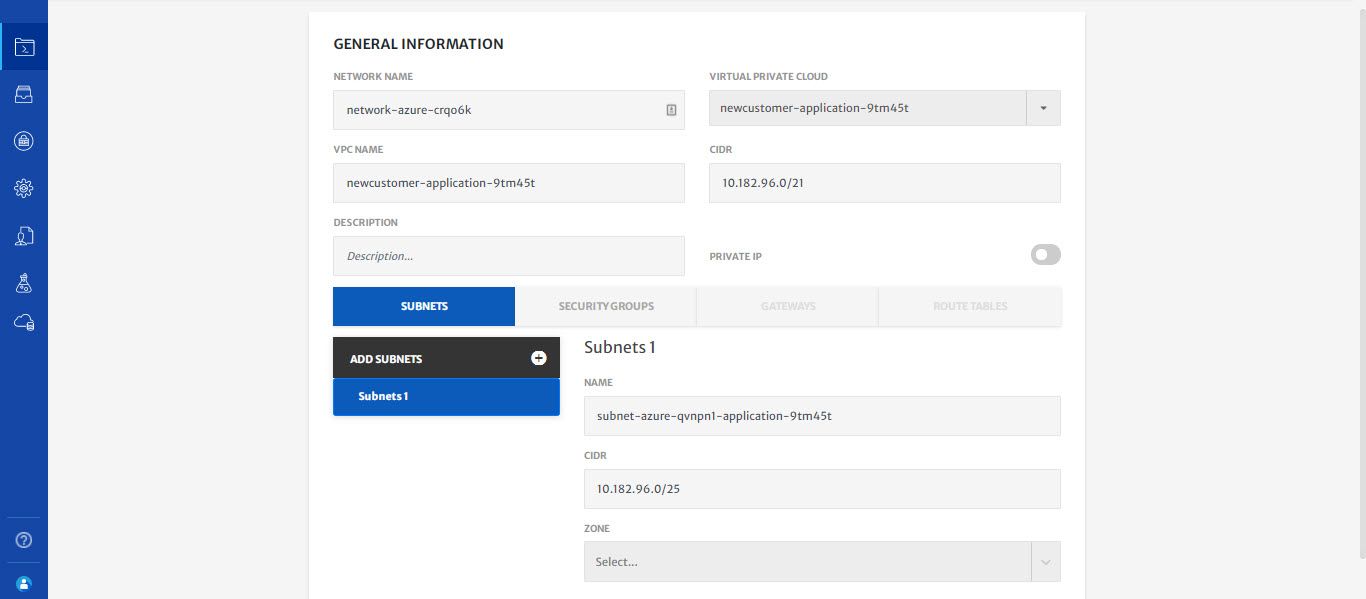 GENERAL INFORMATION
NETWORK NAME
VIRTUAL PRIVATE CLOUD
network-azure-crqo6k
newcustomer-application-9tm45t
VPC NAME
CIDR
newcustomer-application-9tm45t
10.182.96.0/21
DESCRIPTION
Description...
PRIVATE IP
SUBNETS
SECURITY GROUPS
GATEWAYS
ROUTE TABLES
ADD SUBNETS
Subnets 1
Subnets 1
NAME
subnet-azure-qvnpn1-application-9tm45t
CIDR
10.182.96.0/25
ZONE
Select...